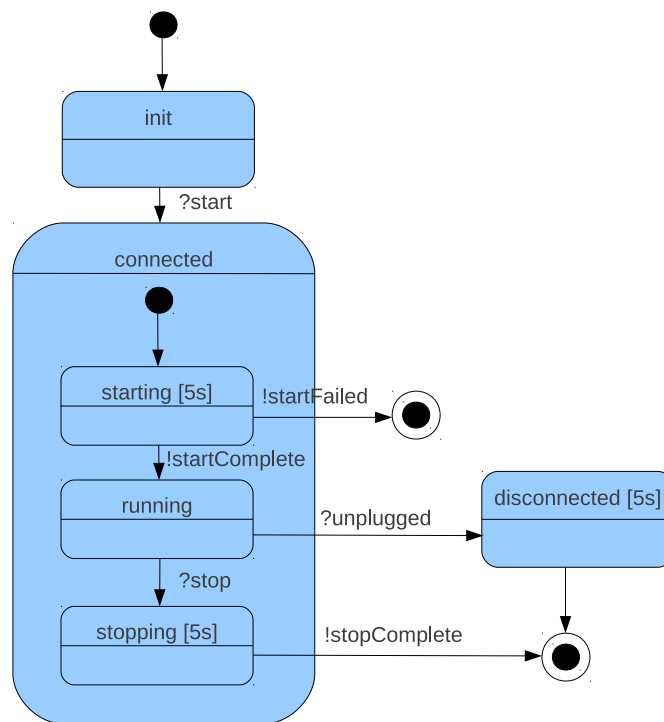 init
?start
connected
starting [5s]
!startFailed
!startComplete
running
?unplugged
disconnected [5s]
?stop
stopping [5s]
!stopComplete